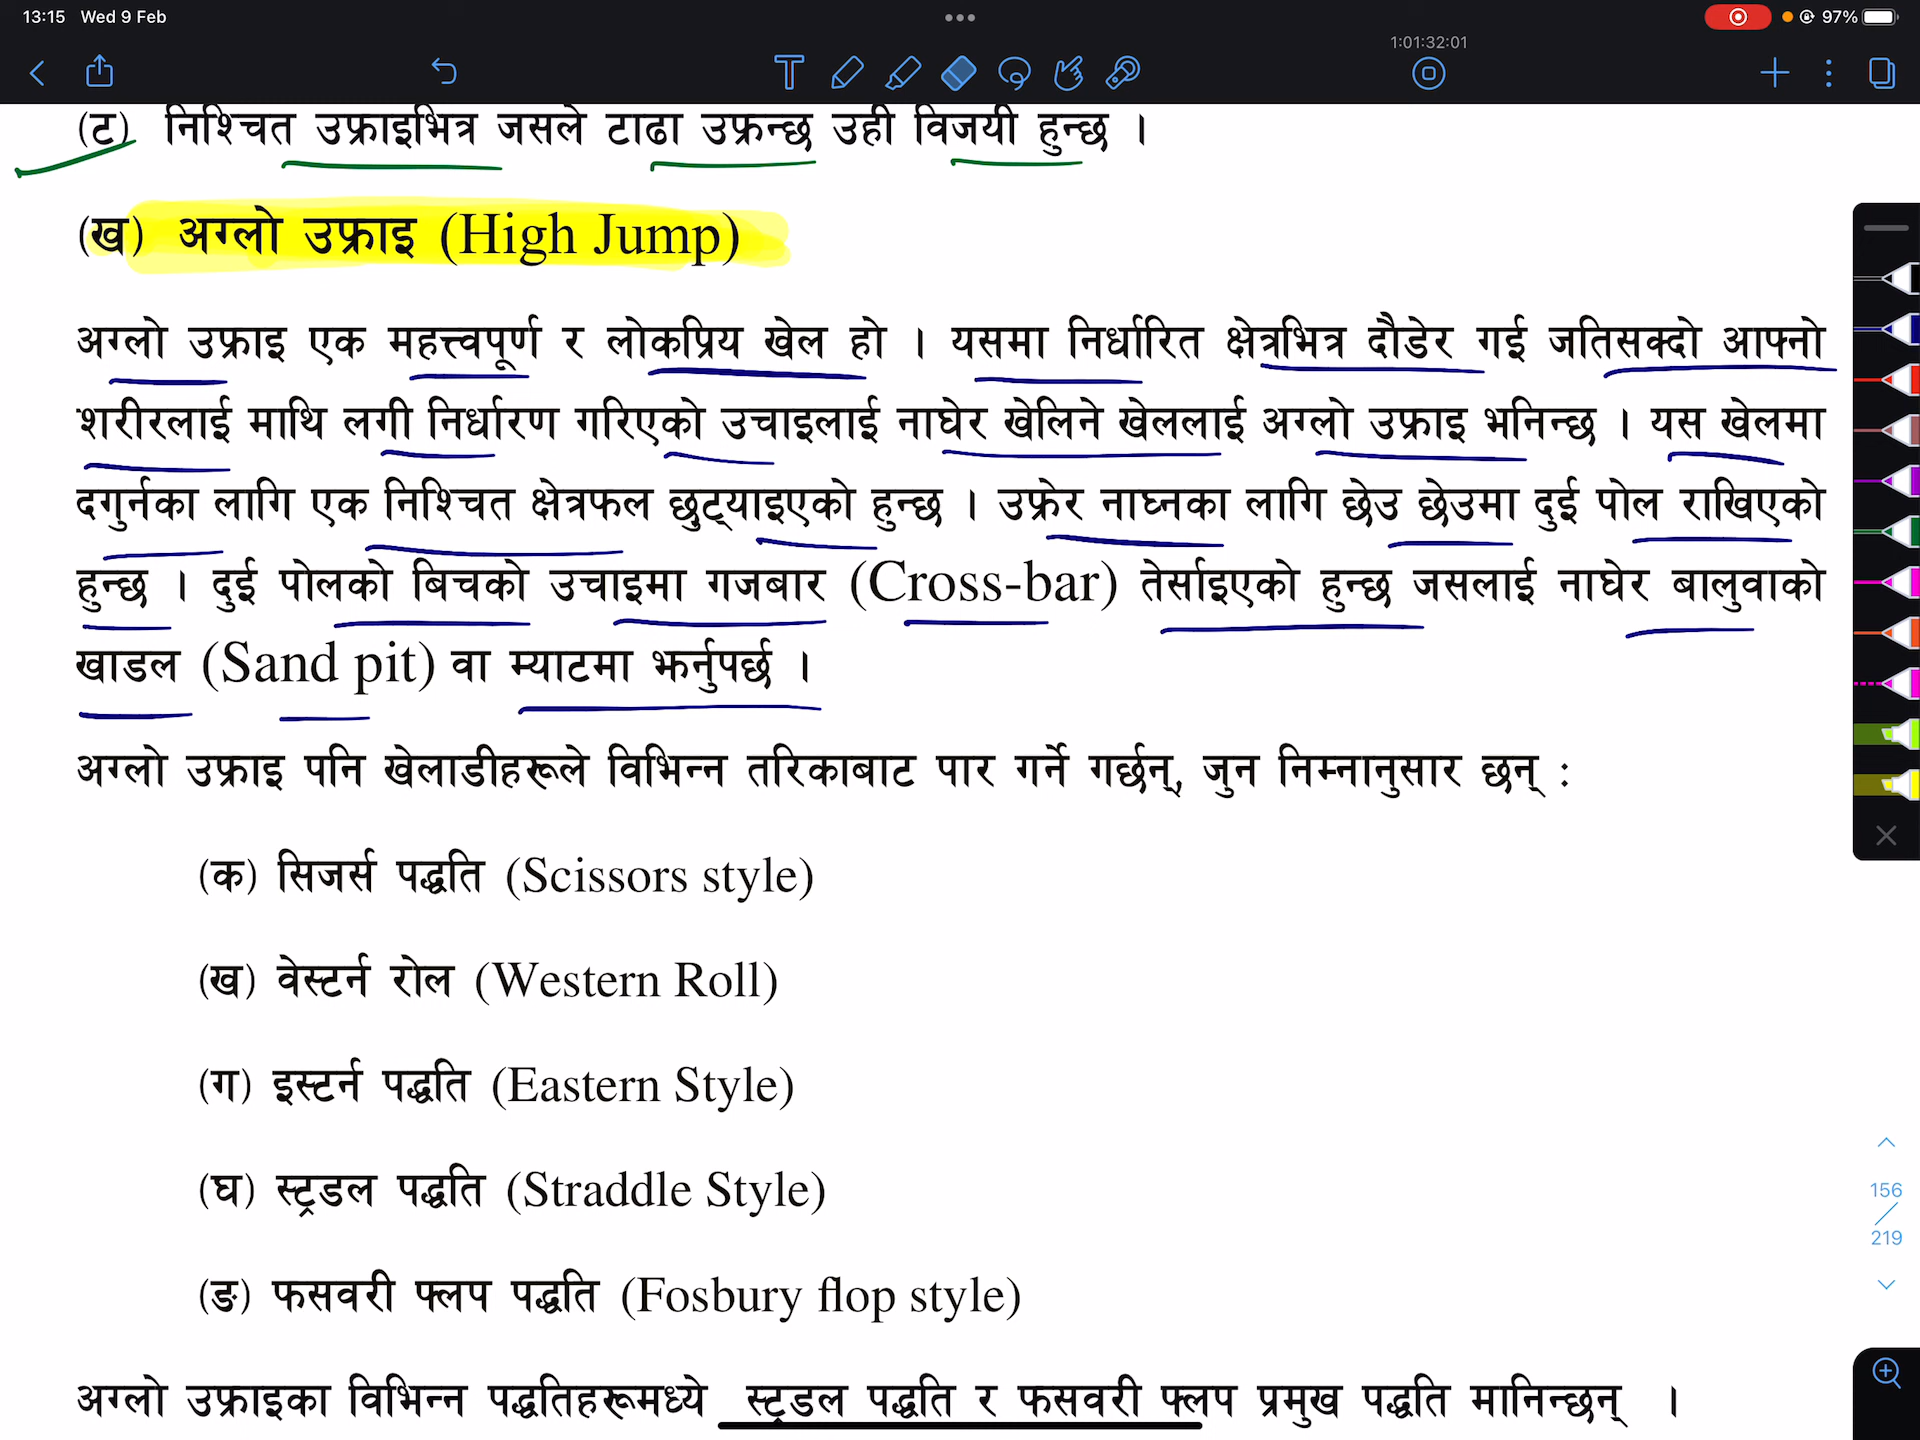 13:15 Wed 9 Feb
97%
1:01:32:01
(ट) निश्चित उफ्राइभित्र जसले टाढा उफ्रन्छ उही विजयी हुन्छ ।
(ख) अग्लो उफ्राइ (High Jump)
अग्लो उफ्राइ एक महत्त्वपूर्ण र लोकप्रिय खेल हो । यसमा निर्धारित क्षेत्रभित्र दौडेर गई जतिसक्दो आफ्नो
शरीरलाई माथि लगी निर्धारण गरिएको उचाइलाई नाघेर खेलिने खेललाई अग्लो उफ्राइ भनिन्छ । यस खेलमा
दगुर्नका लागि एक निश्चित क्षेत्रफल छुट्याइएको हुन्छ । उफ्रेर नाघ्नका लागि छेउ छेउमा दुई पोल राखिएको
हुन्छ । दुई पोलको बिचको उचाइमा गजबार (Cross-bar) तेर्साइएको हुन्छ जसलाई नाघेर बालुवाको
खाडल (Sand pit) वा म्याटमा झर्नुपर्छ ।
अग्लो उफ्राइ पनि खेलाडीहरूले विभिन्न तरिकाबाट पार गर्ने गर्छन्, जुन निम्नानुसार छन् :
(क) सिजर्स पद्धति (Scissors style)
(ख) वेस्टर्न रोल (Western Roll)
(ग) इस्टर्न पद्धति (Eastern Style)
(घ) स्ट्रडल पद्धति (Straddle Style)
(ङ) फसवरी फ्लप पद्धति (Fosbury flop style)
अग्लो उफ्राइका विभिन्न पद्धतिहरूमध्ये स्ट्रडल पद्धति र फसवरी फ्लप प्रमुख पद्धति मानिन्छन् ।
156
/
219